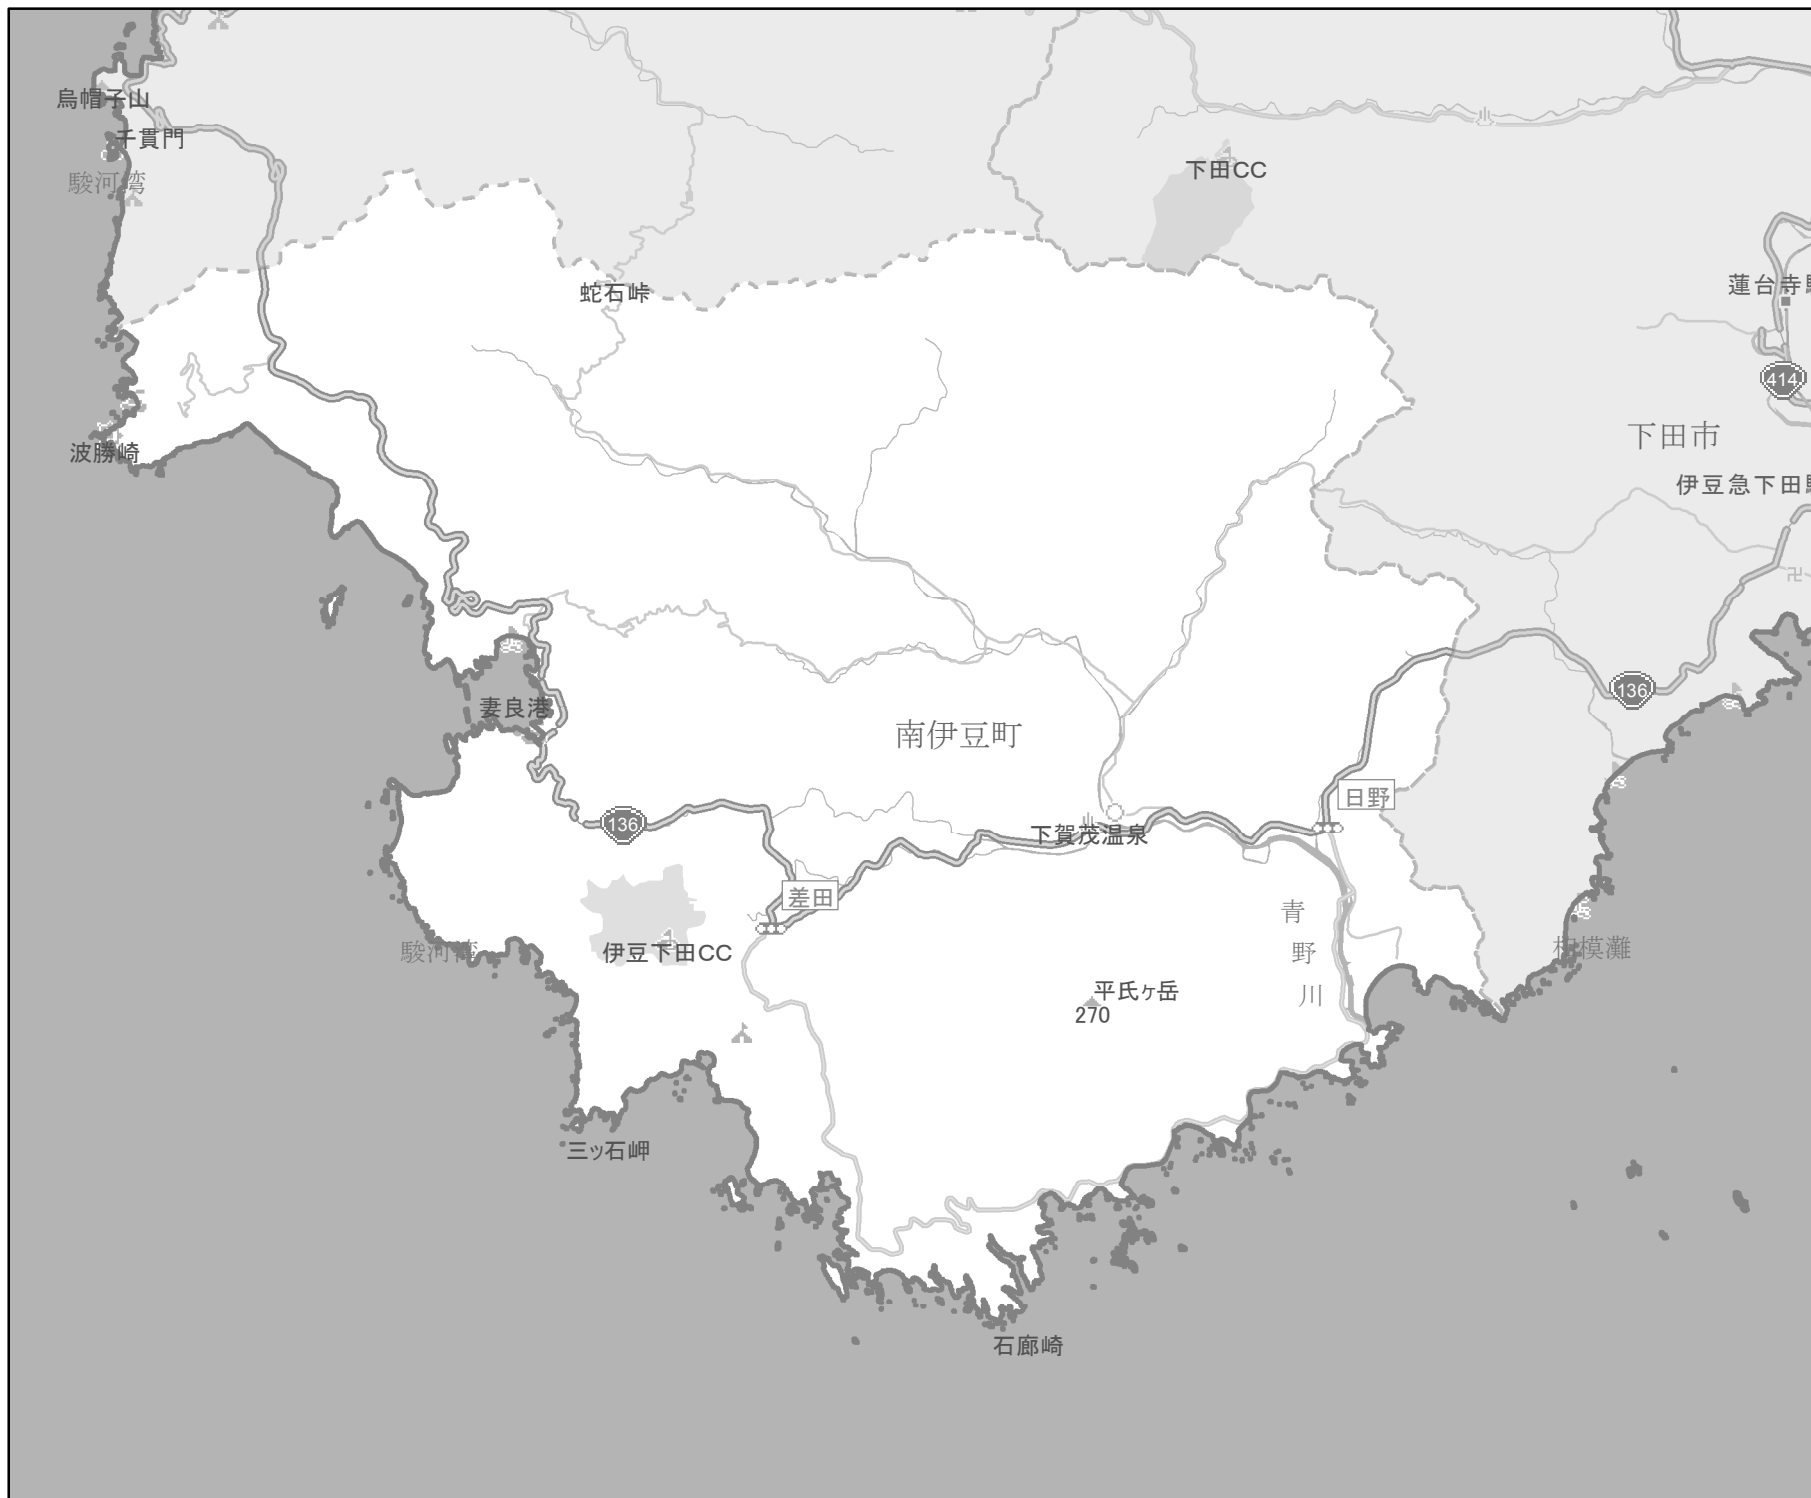 烏帽子山
千貫門
駿河湾
下田CC
蛇石峠
蓮台寺
414
波勝崎
下田市
伊豆急下田
136
妻良港
南伊豆町
日野
136
下賀茂温泉
差田
青野川
駿河湾
伊豆下田CC
相模灘
平氏ヶ岳
270
三ッ石岬
石廊崎